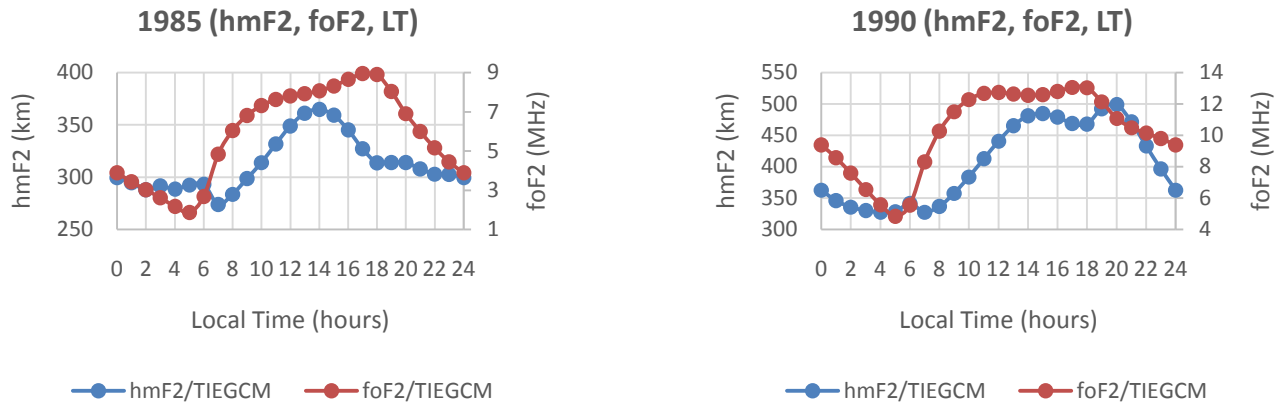 1985 (hmF2, foF2, LT)
400
350
300
250
hmF2 (km)
9
7
5
3
1
foF2 (MHz)
0 2 4 6 8 10 12 14 16 18 20 22 24
Local Time (hours)
hmF2/TIEGCM foF2/TIEGCM
1990 (hmF2, foF2, LT)
550
500
450
400
350
300
hmF2 (km)
14
12
10
8
6
4
foF2 (MHz)
0 2 4 6 8 10 12 14 16 18 20 22 24
Local Time (hours)
hmF2/TIEGCM foF2/TIEGCM